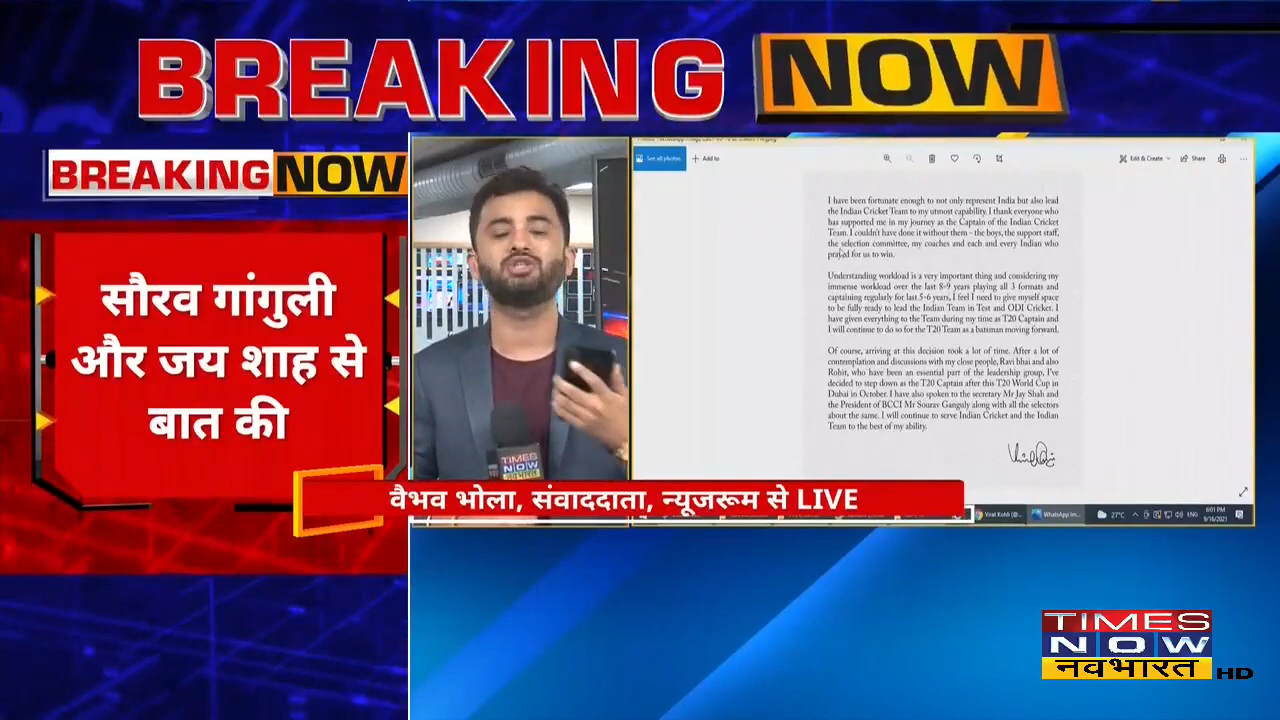 BREAKING NOW
BREAKING NOW
सौरव गांगुली
और जय शाह से
बात की
See all photos
Add to
Edit & Create
Share
I have been fortunate enough to not only represent India but also lead
the Indian Cricket Team to my utmost capability. I thank everyone who
has supported me in my journey as the Captain of the Indian Cricket
Team. I couldn't have done it without them - the boys, the support staff,
the selection committee, my coaches and each and every Indian who
prayed for us to win.
Understanding workload is a very important thing and considering my
immense workload over the last 8-9 years playing all 3 formats and
captaining regularly for last 5-6 years, I feel I need to give myself space
to be fully ready to lead the Indian Team in Test and ODI Cricket. I
have given everything to the Team during my time as T20 Captain and
I will continue to do so for the T20 Team as a batsman moving forward.
Of course, arriving at this decision took a lot of time. After a lot of
contemplation and discussions with my close people, Ravi bhai and also
Rohit, who have been an essential part of the leadership group, I've
decided to step down as the T20 Captain after this T20 World Cup in
Dubai in October. I have also spoken to the secretary Mr Jay Shah and
the President of BCCI Mr Sourav Ganguly along with all the selectors
about the same. I will continue to serve Indian Cricket and the Indian
Team to the best of my ability.
TIMES
NOW
नवभारत
वैभव भोला, संवाददाता, न्यूजरूम से LIVE
Virat Kohli (@...
WhatsApp Im...
27°C
ENG
6:01 PM
9/16/2021
TIMES
NOW
नवभारत HD